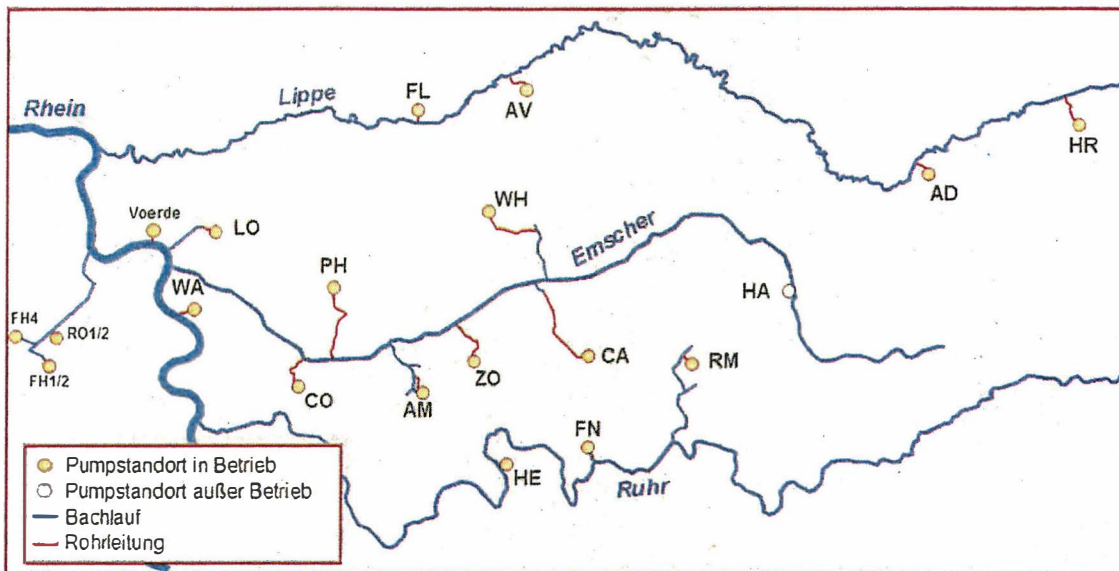 Rhein
Lippe
FL
AV
HR
AD
WH
Voerde
LO
Emscher
PH
WA
HA
FH4
RO1/2
FH1/2
CO
AM
ZO
CA
RM
FN
HE
Ruhr
Pumpstandort in Betrieb
Pumpstandort außer Betrieb
Bachlauf
Rohrleitung